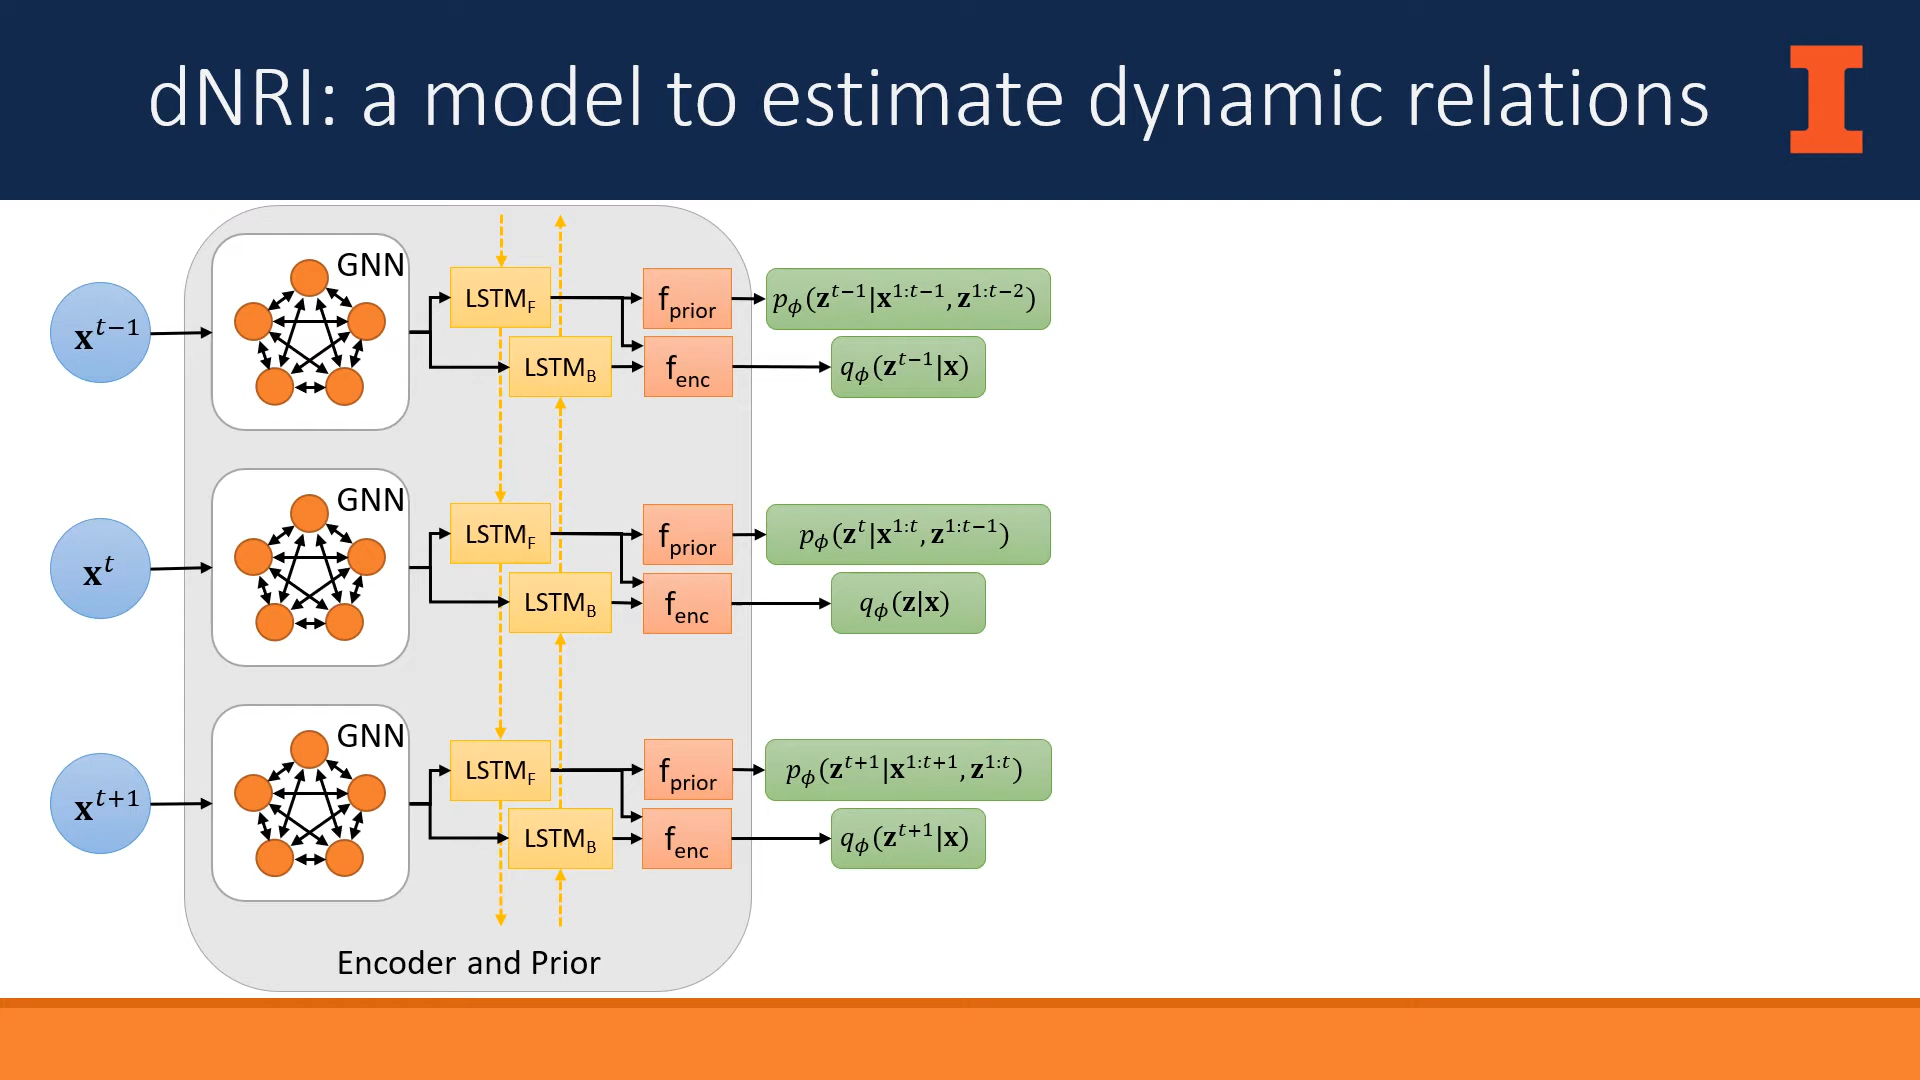 dNRI: a model to estimate dynamic relations
GNN
LSTM_F
f_prior
p_ϕ(𝐳^{t−1}|𝐱^{1:t−1}, 𝐳^{1:t−2})
𝐱^{t−1}
LSTM_B
f_enc
q_ϕ(𝐳^{t−1}|𝐱)
GNN
LSTM_F
f_prior
p_ϕ(𝐳^t|𝐱^{1:t}, 𝐳^{1:t−1})
𝐱^t
LSTM_B
f_enc
q_ϕ(𝐳|𝐱)
GNN
LSTM_F
f_prior
p_ϕ(𝐳^{t+1}|𝐱^{1:t+1}, 𝐳^{1:t})
𝐱^{t+1}
LSTM_B
f_enc
q_ϕ(𝐳^{t+1}|𝐱)
Encoder and Prior